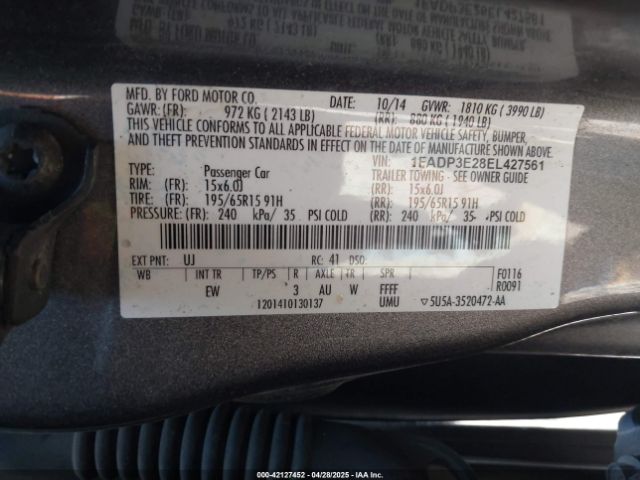 MFD. BY FORD MOTOR CO.
DATE: 10/14 GVWR: 1810 KG ( 3990 LB)
GAWR: (FR): 972 KG ( 2143 LB) (RR): 880 KG ( 1940 LB)
THIS VEHICLE CONFORMS TO ALL APPLICABLE FEDERAL MOTOR VEHICLE SAFETY, BUMPER,
AND THEFT PREVENTION STANDARDS IN EFFECT ON THE DATE OF MANUFACTURE SHOWN ABOVE.
VIN: 1FADP3E28EL427561
TYPE: Passenger Car TRAILER TOWING - SEE OWNER GUIDE
RIM: (FR): 15x6.0J (RR): 15x6.0J
TIRE: (FR): 195/65R15 91H (RR): 195/65R15 91H
PRESSURE: (FR) 240 kPa/ 35 PSI COLD (RR) 240 kPa/ 35 PSI COLD
EXT PNT: UJ RC: 41 DSO:
WB INT TR TP/PS R AXLE TR SPR F0116
EW 3 AU W FFFF R0091
1201410130137 UMU ▽5U5A-3520472-AA
000-42127452 - 04/28/2025 - IAA